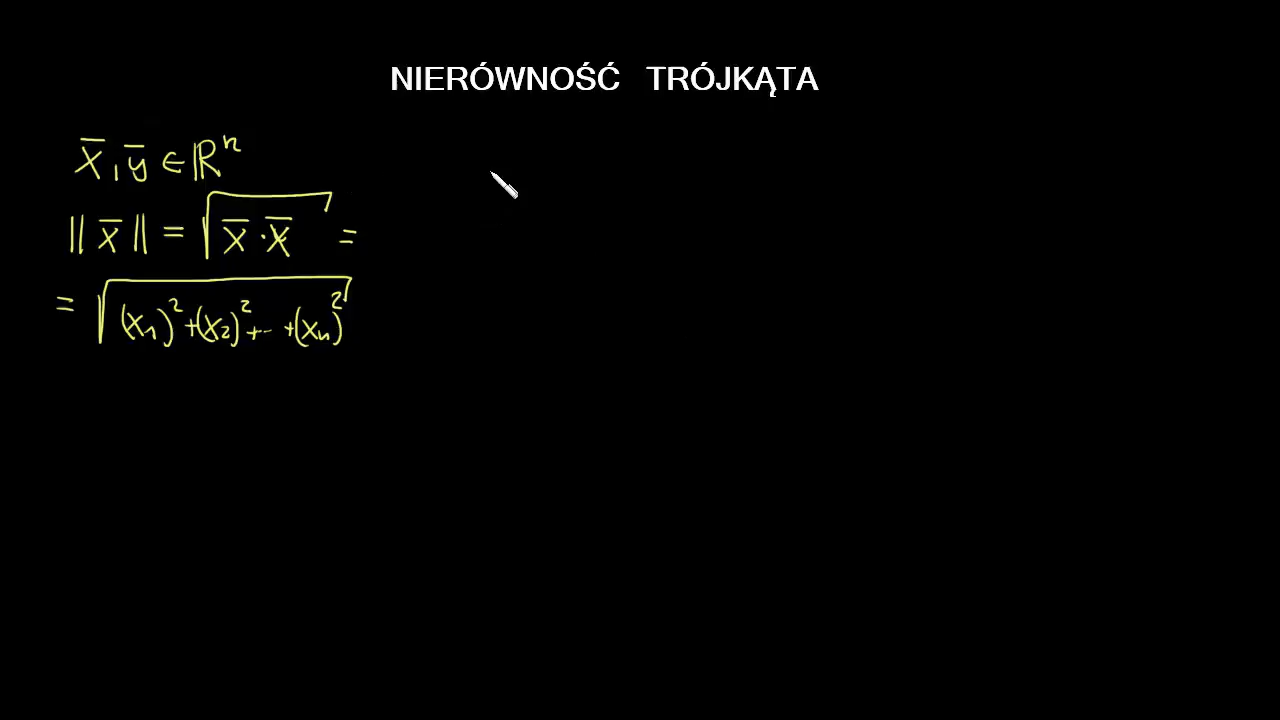 NIERÓWNOŚĆ TRÓJKĄTA
x̅, y̅ ∈ ℝⁿ
‖ x̅ ‖ = √(x̅ · x̅) =
= √((x₁)² + (x₂)² + ·· + (xₙ)²)